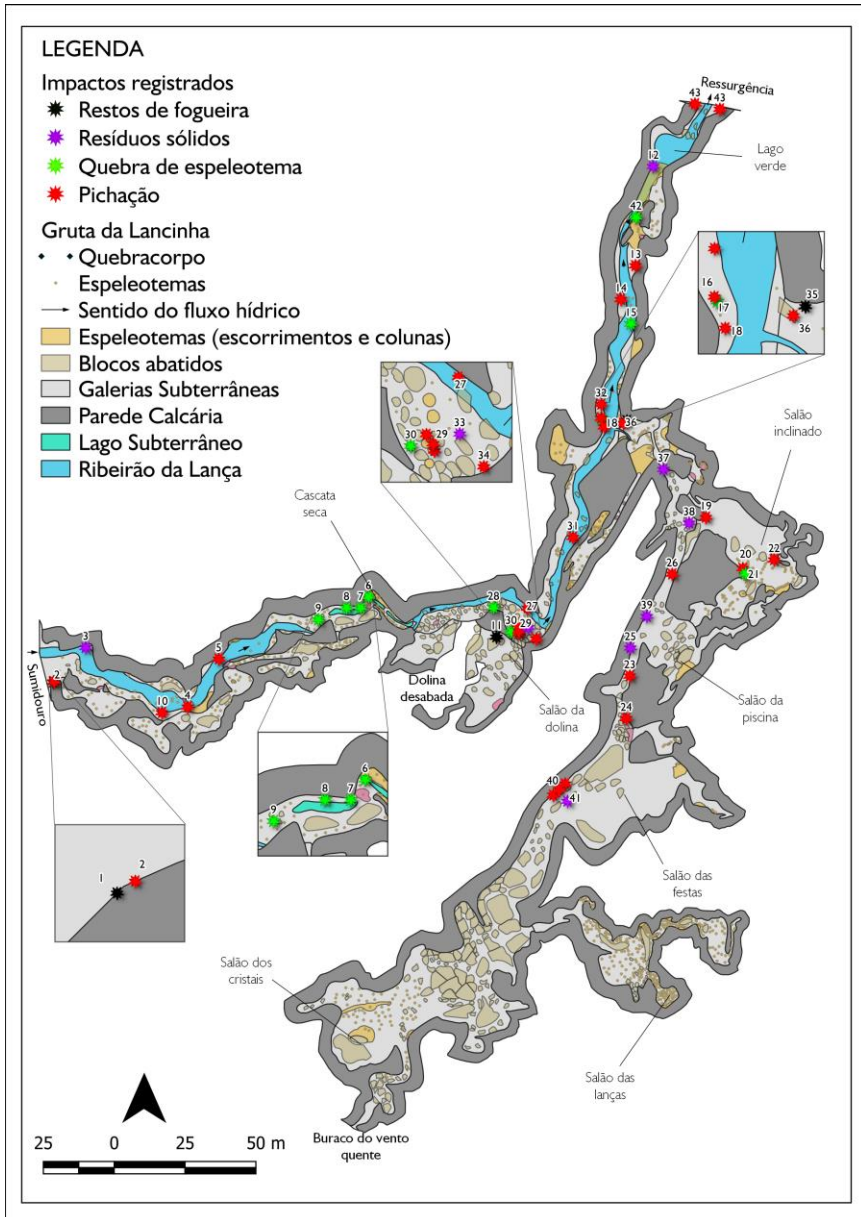 LEGENDA
Impactos registrados
Restos de fogueira
Resíduos sólidos
Quebra de espeleotema
Pichação
Gruta da Lancinha
Quebracorpo
Espeleotemas
Sentido do fluxo hídrico
Espeleotemas (escorrimentos e colunas)
Blocos abatidos
Galerias Subterrâneas
Parede Calcária
Lago Subterrâneo
Ribeirão da Lança
Ressurgência
43 43
Lago
verde
12
42
13
14
15
16
17
18
35
36
27
30
29
33
34
32
18
36
Salão
inclinado
37
38
19
20
21
22
26
31
Cascata
seca
6
8
7
9
28
27
30
29
11
39
25
23
24
3
5
Sumidouro
2
10
4
Dolina
desabada
Salão da
dolina
Salão da
piscina
6
8
7
9
40
41
1
2
Salão das
festas
Salão dos
cristais
Salão das
lanças
Buraco do vento
quente
25 0 25 50 m